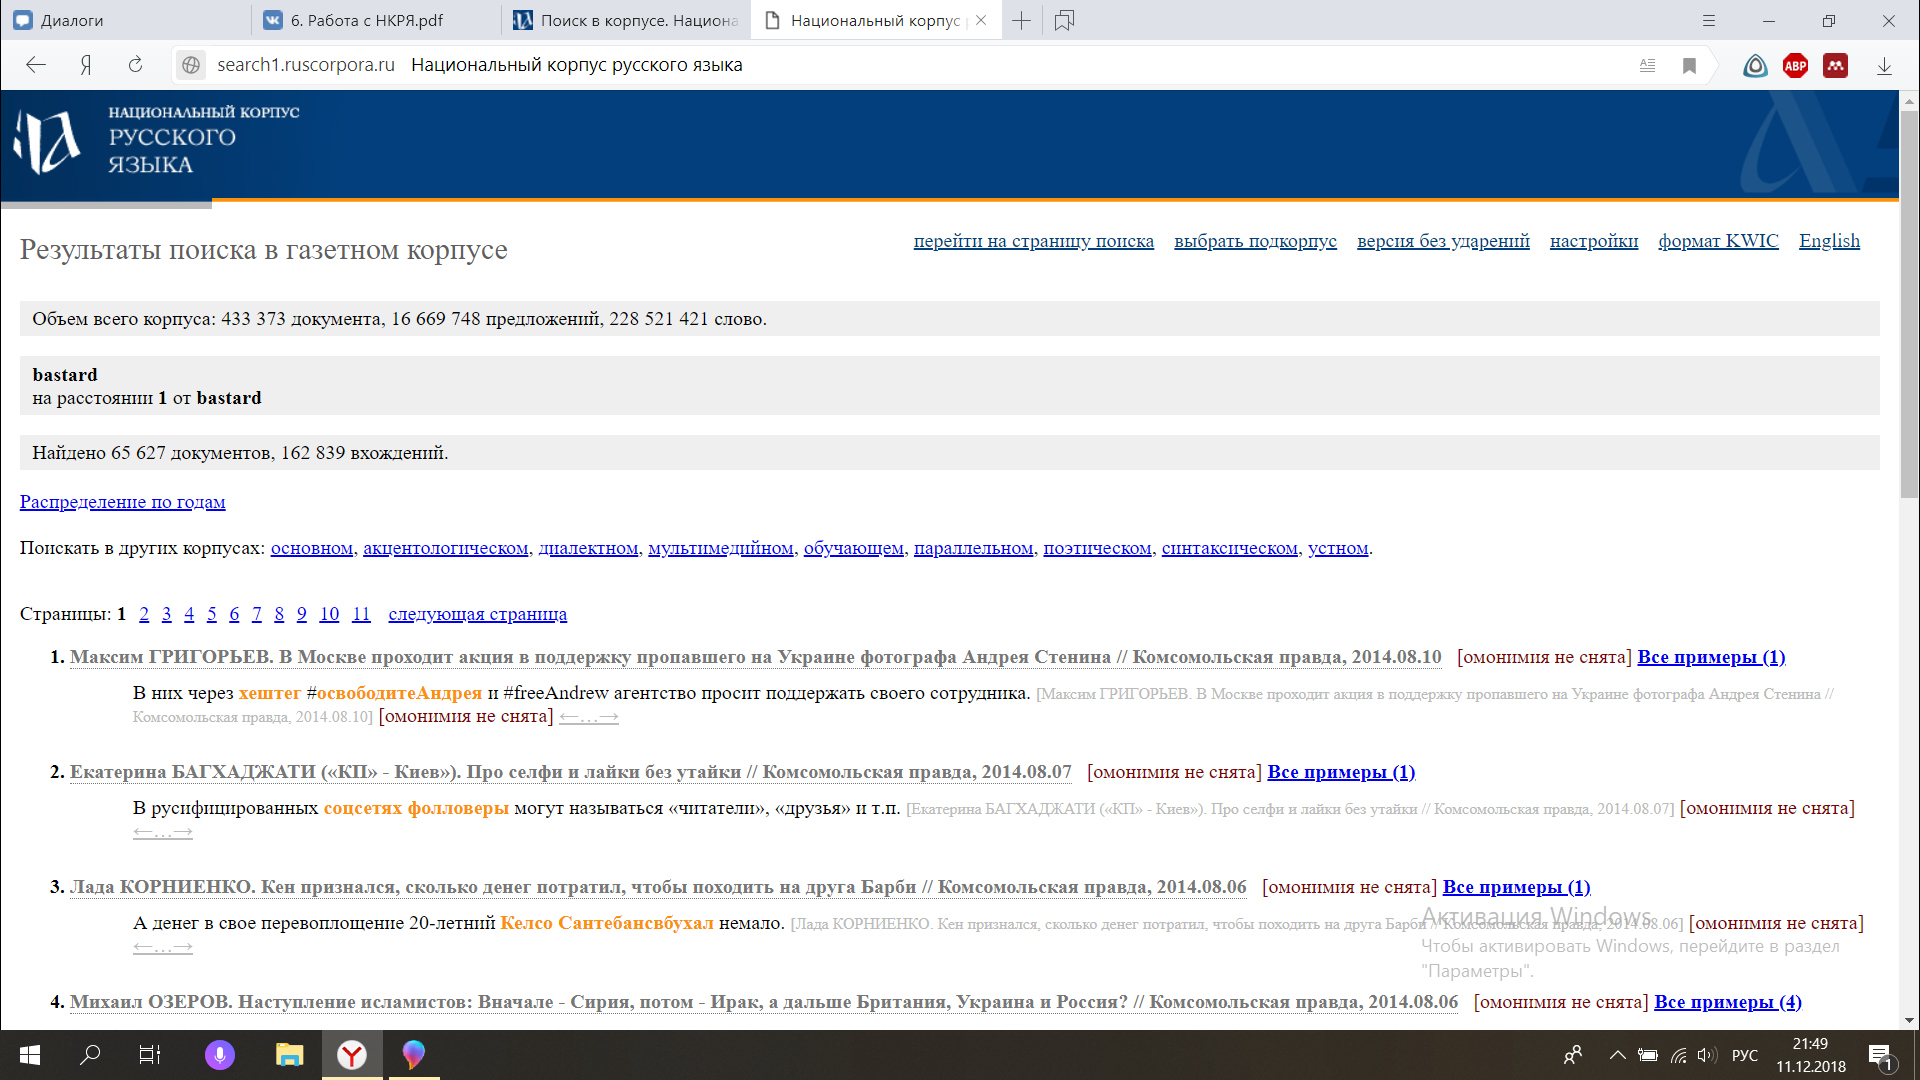 Диалоги
6. Работа с НКРЯ.pdf
Поиск в корпусе. Национа
Национальный корпус
search1.ruscorpora.ru Национальный корпус русского языка
ABP
НАЦИОНАЛЬНЫЙ КОРПУС
РУССКОГО
ЯЗЫКА
Результаты поиска в газетном корпусе
перейти на страницу поиска выбрать подкорпус версия без ударений настройки формат KWIC English
Объем всего корпуса: 433 373 документа, 16 669 748 предложений, 228 521 421 слово.
bastard
на расстоянии 1 от bastard
Найдено 65 627 документов, 162 839 вхождений.
Распределение по годам
Поискать в других корпусах: основном, акцентологическом, диалектном, мультимедийном, обучающем, параллельном, поэтическом, синтаксическом, устном.
Страницы: 1 2 3 4 5 6 7 8 9 10 11 следующая страница
1. Максим ГРИГОРЬЕВ. В Москве проходит акция в поддержку пропавшего на Украине фотографа Андрея Стенина // Комсомольская правда, 2014.08.10 [омонимия не снята] Все примеры (1)
В них через хештег #освободитеАндрея и #freeAndrew агентство просит поддержать своего сотрудника. [Максим ГРИГОРЬЕВ. В Москве проходит акция в поддержку пропавшего на Украине фотографа Андрея Стенина //
Комсомольская правда, 2014.08.10] [омонимия не снята] ←…→
2. Екатерина БАГХАДЖАТИ («КП» - Киев»). Про селфи и лайки без утайки // Комсомольская правда, 2014.08.07 [омонимия не снята] Все примеры (1)
В русифицированных соцсетях фолловеры могут называться «читатели», «друзья» и т.п. [Екатерина БАГХАДЖАТИ («КП» - Киев»). Про селфи и лайки без утайки // Комсомольская правда, 2014.08.07] [омонимия не снята]
←…→
3. Лада КОРНИЕНКО. Кен признался, сколько денег потратил, чтобы походить на друга Барби // Комсомольская правда, 2014.08.06 [омонимия не снята] Все примеры (1)
А денег в свое перевоплощение 20-летний Келсо Сантебансвбухал немало. [Лада КОРНИЕНКО. Кен признался, сколько денег потратил, чтобы походить на друга Барби // Комсомольская правда, 2014.08.06] [омонимия не снята]
←…→
Активация Windows
Чтобы активировать Windows, перейдите в раздел
"Параметры".
4. Михаил ОЗЕРОВ. Наступление исламистов: Вначале - Сирия, потом - Ирак, а дальше Британия, Украина и Россия? // Комсомольская правда, 2014.08.06 [омонимия не снята] Все примеры (4)
РУС
21:49
11.12.2018
1